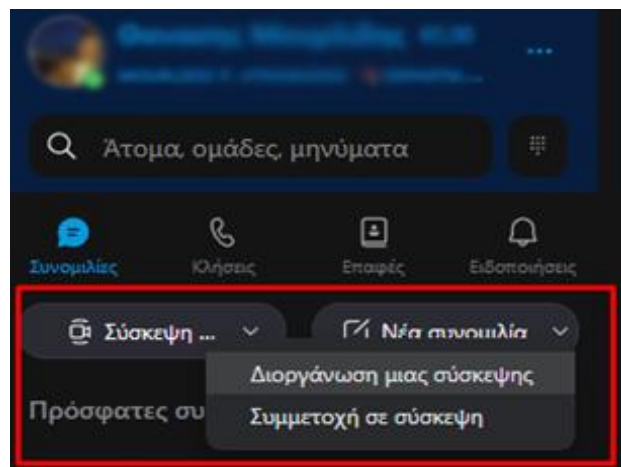 ...
Άτομα, ομάδες, μηνύματα
Συνομιλίες Κλήσεις Επαφές Ειδοποιήσεις
Σύσκεψη ... Νέα συνομιλία
Διοργάνωση μιας σύσκεψης
Πρόσφατες συ
Συμμετοχή σε σύσκεψη